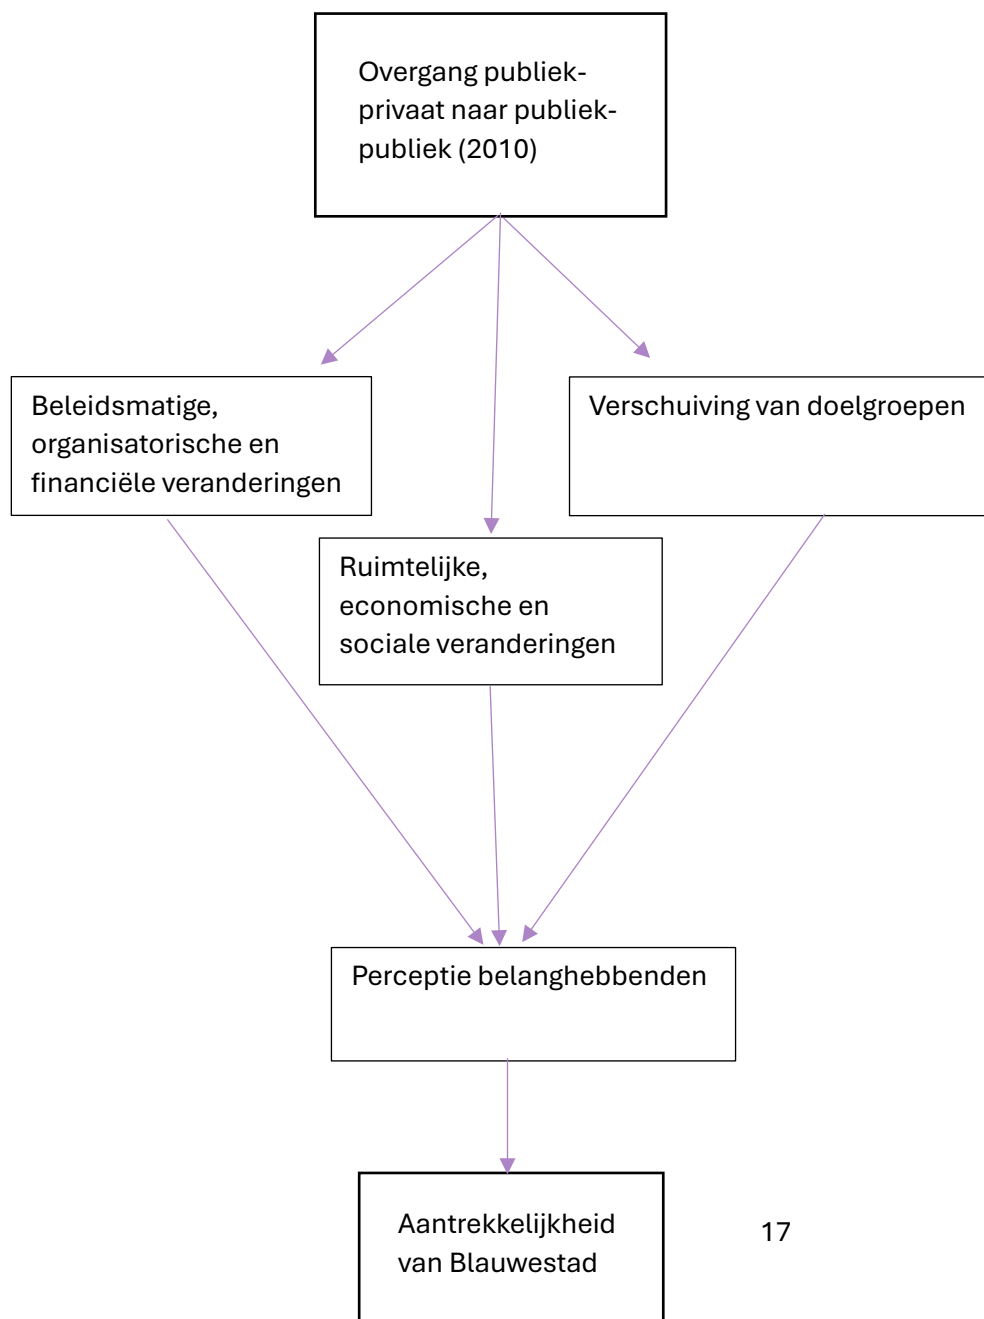 Overgang publiek-
privaat naar publiek-
publiek (2010)
Beleidsmatige,
organisatorische en
financiële veranderingen
Verschuiving van doelgroepen
Ruimtelijke,
economische en
sociale veranderingen
Perceptie belanghebbenden
Aantrekkelijkheid
van Blauwestad
17